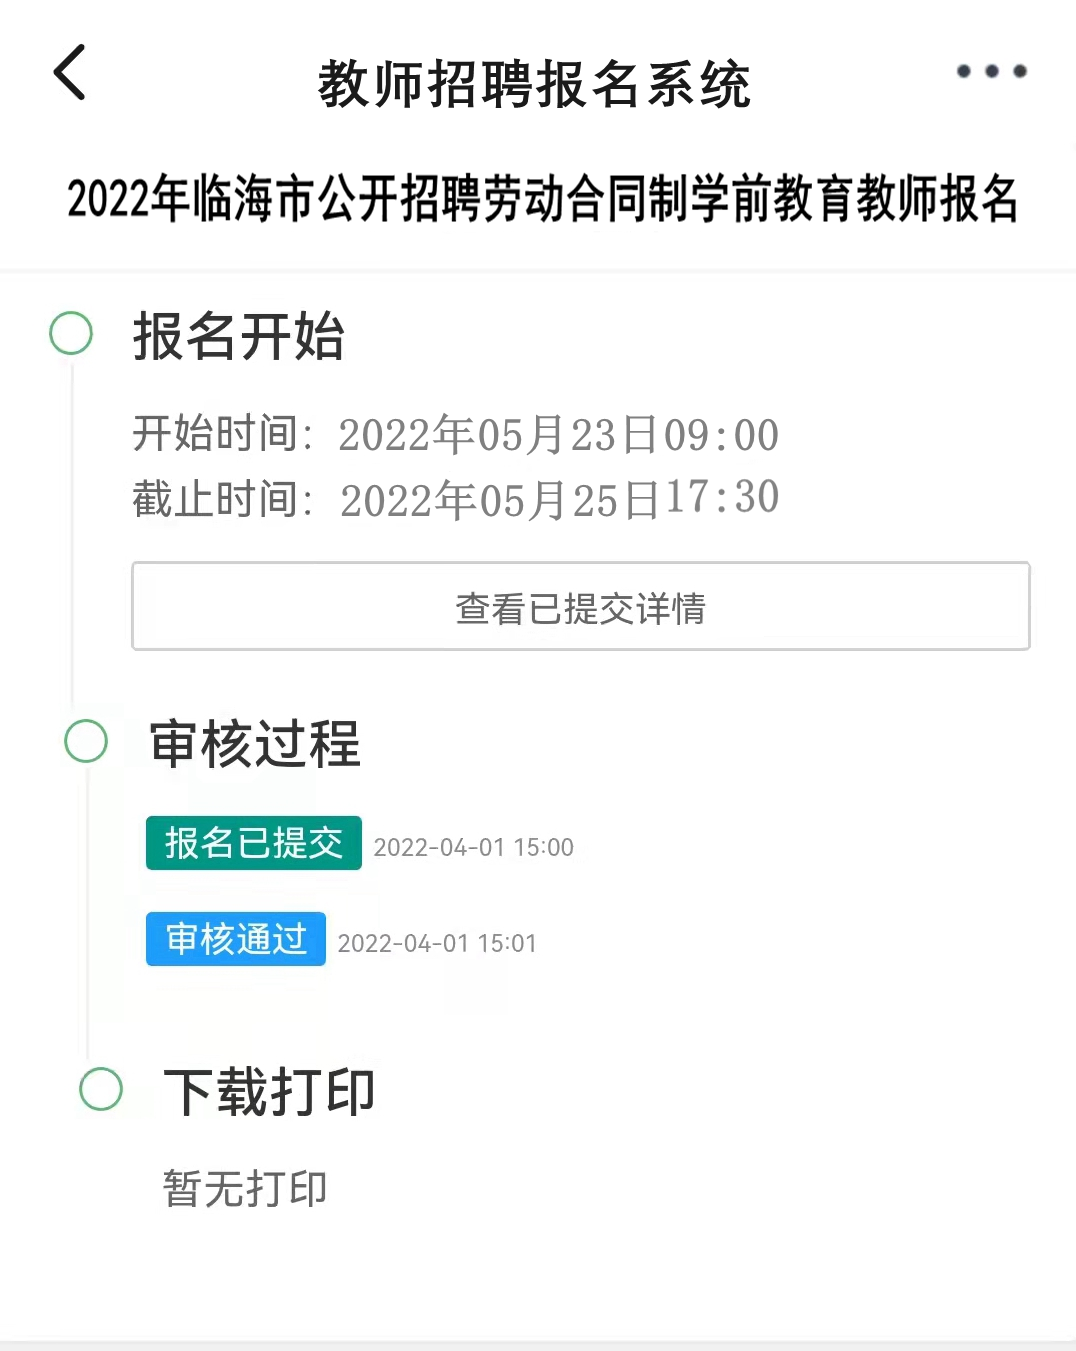 教师招聘报名系统
2022年临海市公开招聘劳动合同制学前教育教师报名
报名开始
开始时间：2022年05月23日09:00
截止时间：2022年05月25日17:30
查看已提交详情
审核过程
报名已提交 2022-04-01 15:00
审核通过 2022-04-01 15:01
下载打印
暂无打印